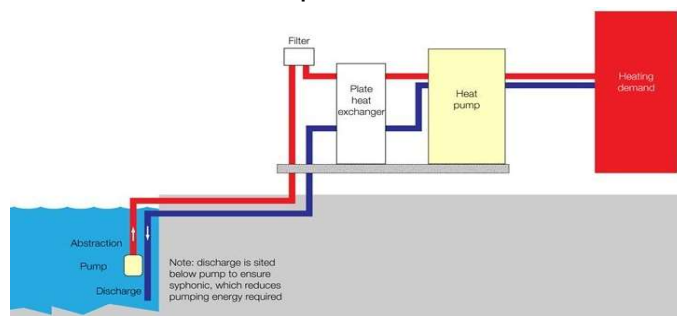 Filter
Plate
heat
exchanger
Heat
pump
Heating
demand
Abstraction
Pump
Discharge
Note: discharge is sited
below pump to ensure
syphonic, which reduces
pumping energy required